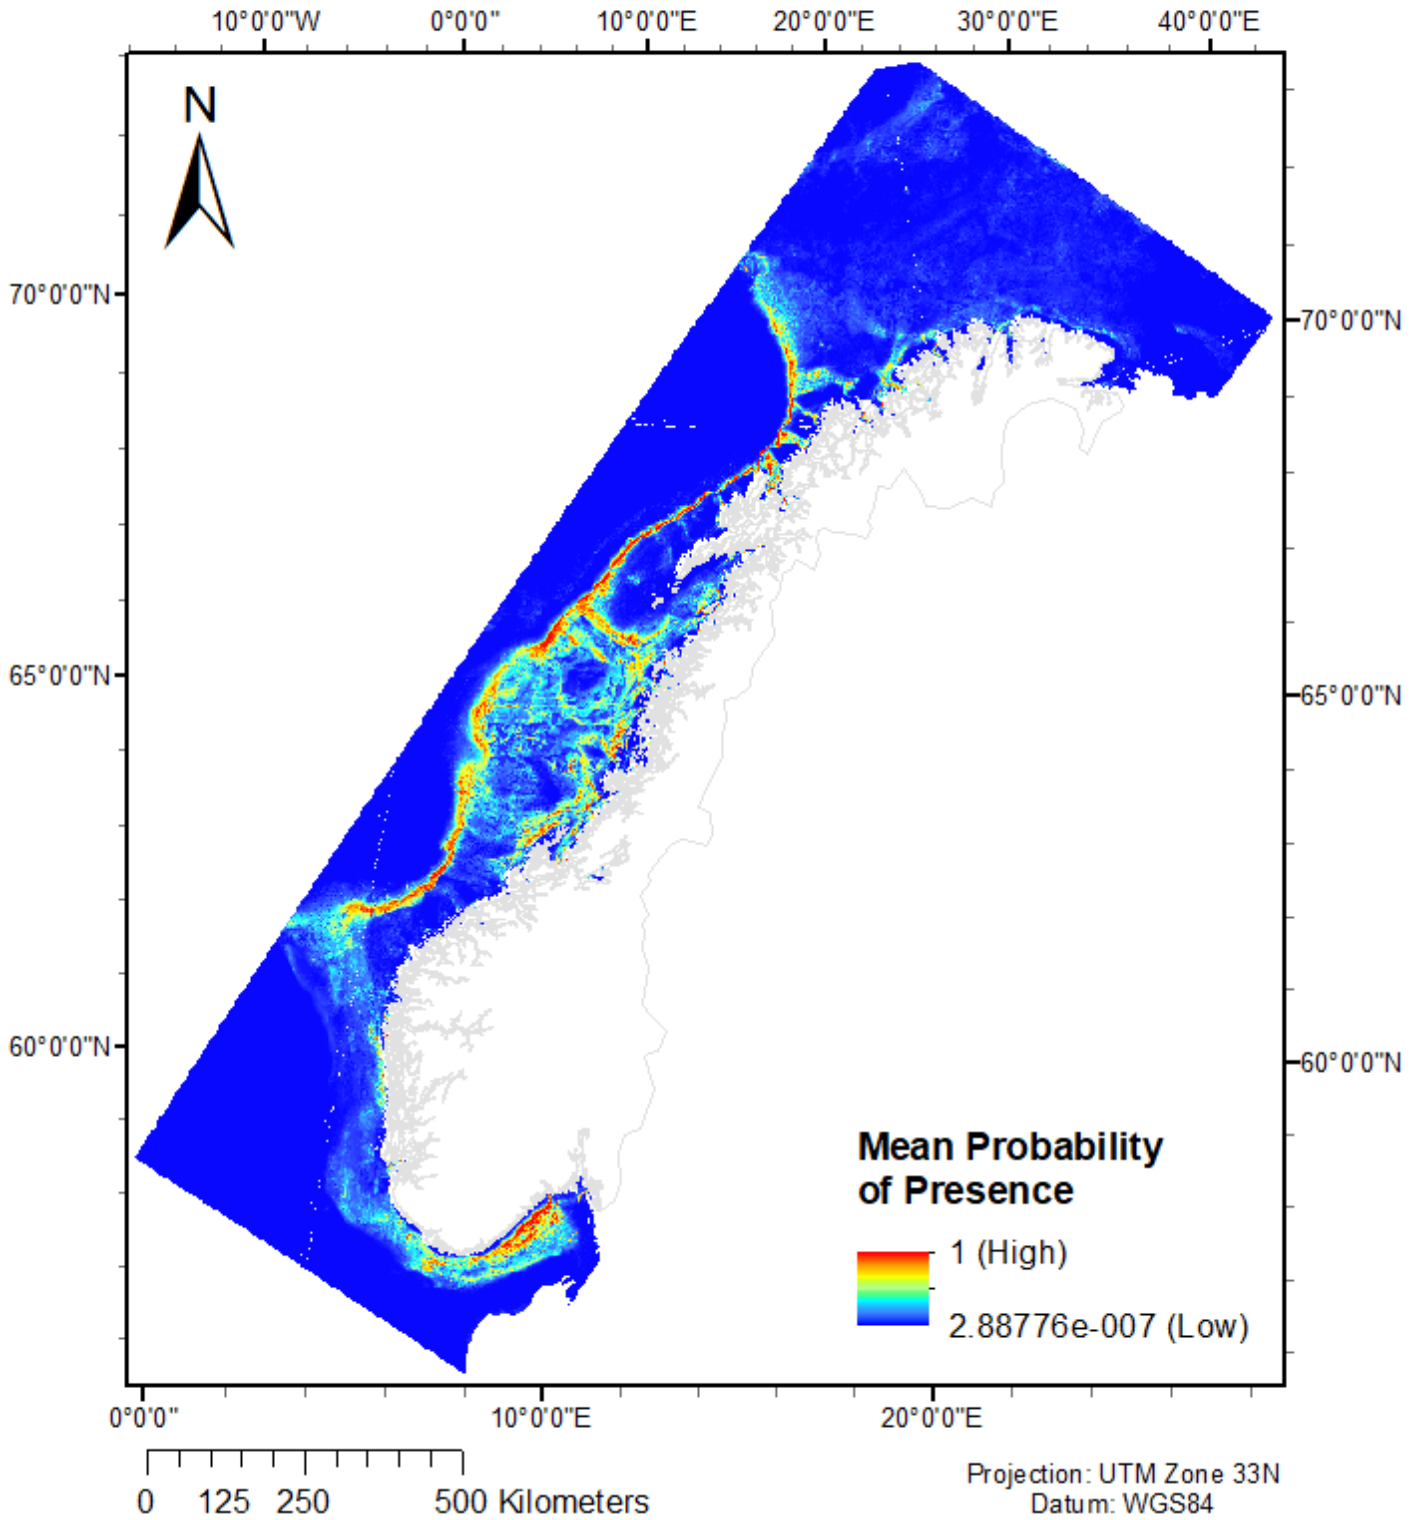 10°0'0"W 0°0'0" 10°0'0"E 20°0'0"E 30°0'0"E 40°0'0"E
N
70°0'0"N 70°0'0"N
65°0'0"N 65°0'0"N
60°0'0"N 60°0'0"N
Mean Probability
of Presence
1 (High)
2.88776e-007 (Low)
0°0'0" 10°0'0"E 20°0'0"E
0 125 250 500 Kilometers
Projection: UTM Zone 33N
Datum: WGS84